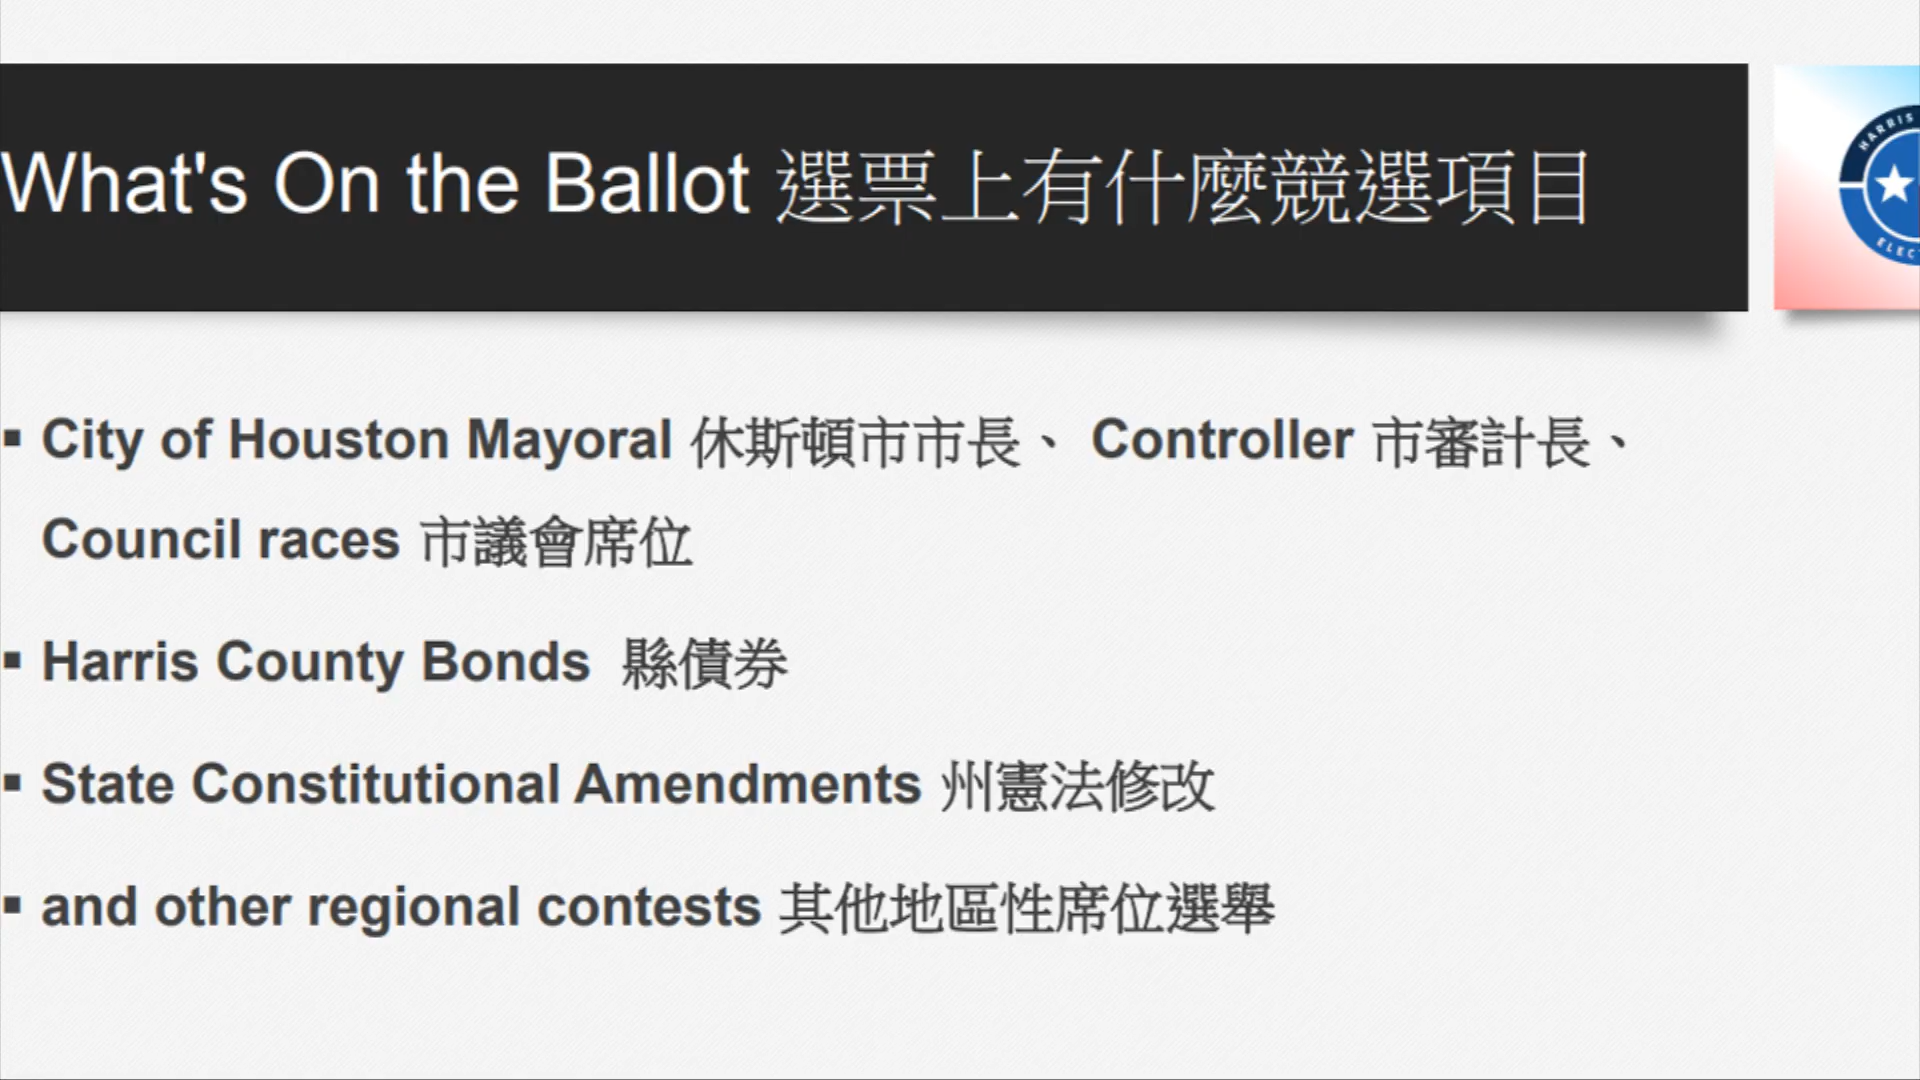 What's On the Ballot 選票上有什麼競選項目
HARRIS
▪ City of Houston Mayoral 休斯頓市市長、 Controller 市審計長、
Council races 市議會席位
▪ Harris County Bonds 縣債券
▪ State Constitutional Amendments 州憲法修改
▪ and other regional contests 其他地區性席位選舉